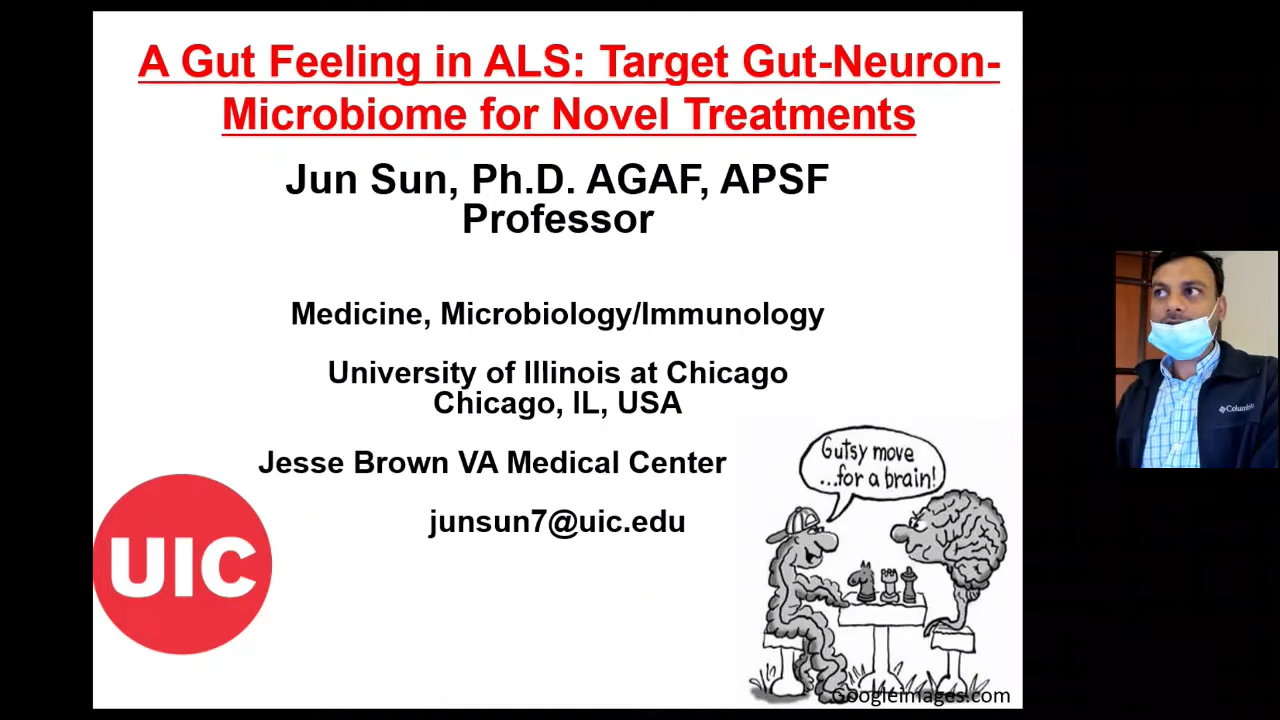 A Gut Feeling in ALS: Target Gut-Neuron-
Microbiome for Novel Treatments
Jun Sun, Ph.D. AGAF, APSF
Professor
Medicine, Microbiology/Immunology
University of Illinois at Chicago
Chicago, IL, USA
Jesse Brown VA Medical Center
junsun7@uic.edu
UIC
Gutsy move
...for a brain!
Googleimages.com
Columbia